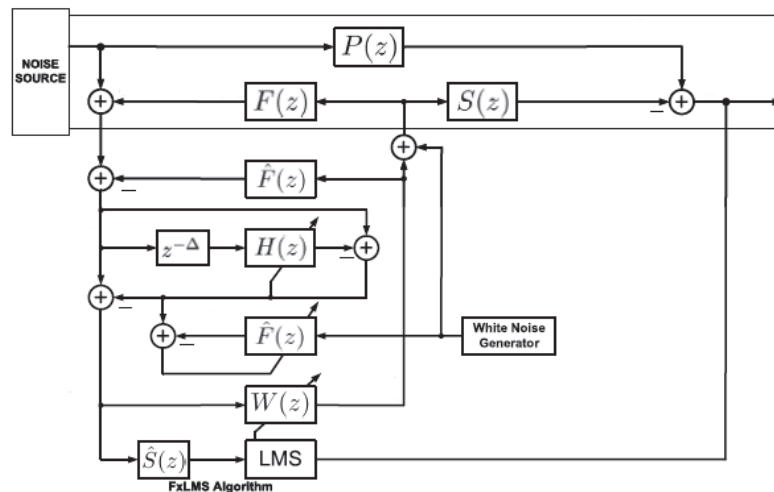 P(z)
NOISE
SOURCE
F(z)
S(z)
F̂(z)
z^{-Δ}
H(z)
F̂(z)
White Noise
Generator
W(z)
Ŝ(z)
LMS
FxLMS Algorithm